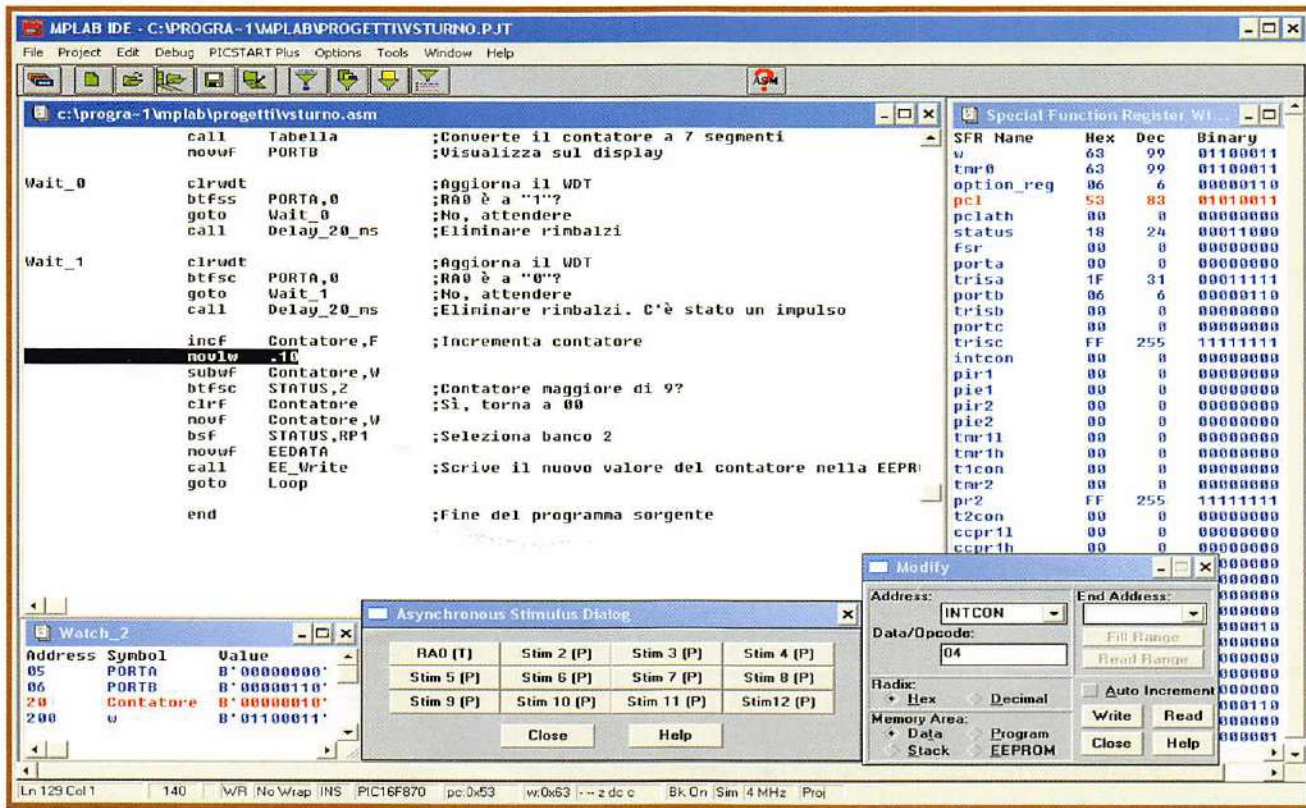 MPLAB IDE - C:\PROGRA~1\MPLAB\PROGETTI\VSTURNO.PJT
File Project Edit Debug PICSTART Plus Options Tools Window Help
ASM
c:\progra~1\mplab\progetti\vsturno.asm
call Tabella ;Converte il contatore a 7 segmenti
movwf PORTB ;Visualizza sul display
Wait_0 clrwdt ;Aggiorna il WDT
btfss PORTA,0 ;RA0 è a "1"?
goto Wait_0 ;No, attendere
call Delay_20_ms ;Eliminare rimbalzi
Wait_1 clrwdt ;Aggiorna il WDT
btfsc PORTA,0 ;RA0 è a "0"?
goto Wait_1 ;No, attendere
call Delay_20_ms ;Eliminare rimbalzi. C'è stato un impulso
incf Contatore,F ;Incrementa contatore
movlw .10
subwf Contatore,W
btfsc STATUS,2 ;Contatore maggiore di 9?
clrf Contatore ;Sì, torna a 00
movf Contatore,W
bsf STATUS,RP1 ;Seleziona banco 2
movwf EEDATA
call EE_Write ;Scrive il nuovo valore del contatore nella EEPR
goto Loop
end ;Fine del programma sorgente
Special Function Register Wi...
SFR Name Hex Dec Binary
w 63 99 01100011
tmr0 63 99 01100011
option_reg 06 6 00000110
pcl 53 83 01010011
pclath 00 0 00000000
status 18 24 00011000
fsr 00 0 00000000
porta 00 0 00000000
trisa 1F 31 00011111
portb 06 6 00000110
trisb 00 0 00000000
portc 00 0 00000000
trisc FF 255 11111111
intcon 00 0 00000000
pir1 00 0 00000000
pie1 00 0 00000000
pir2 00 0 00000000
pie2 00 0 00000000
tmr1l 00 0 00000000
tmr1h 00 0 00000000
t1con 00 0 00000000
tmr2 00 0 00000000
pr2 FF 255 11111111
t2con 00 0 00000000
ccpr1l 00 0 00000000
ccpr1h 00 0 00000000
Watch_2
Address Symbol Value
05 PORTA B'00000000'
06 PORTB B'00000110'
20 Contatore B'00000010'
200 w B'01100011'
Asynchronous Stimulus Dialog
RA0 (T) Stim 2 (P) Stim 3 (P) Stim 4 (P)
Stim 5 (P) Stim 6 (P) Stim 7 (P) Stim 8 (P)
Stim 9 (P) Stim 10 (P) Stim 11 (P) Stim12 (P)
Close Help
Modify
Address: End Address:
INTCON
Data/Opcode: Fill Range
04 Read Range
Radix:
Hex Decimal Auto Increment
Memory Area: Write Read
Data Program
Stack EEPROM Close Help
Ln 129 Col 1 140 WR No Wrap INS PIC16F870 pc:0x53 w:0x63 - -- z dc c Bk On Sim 4 MHz Proj